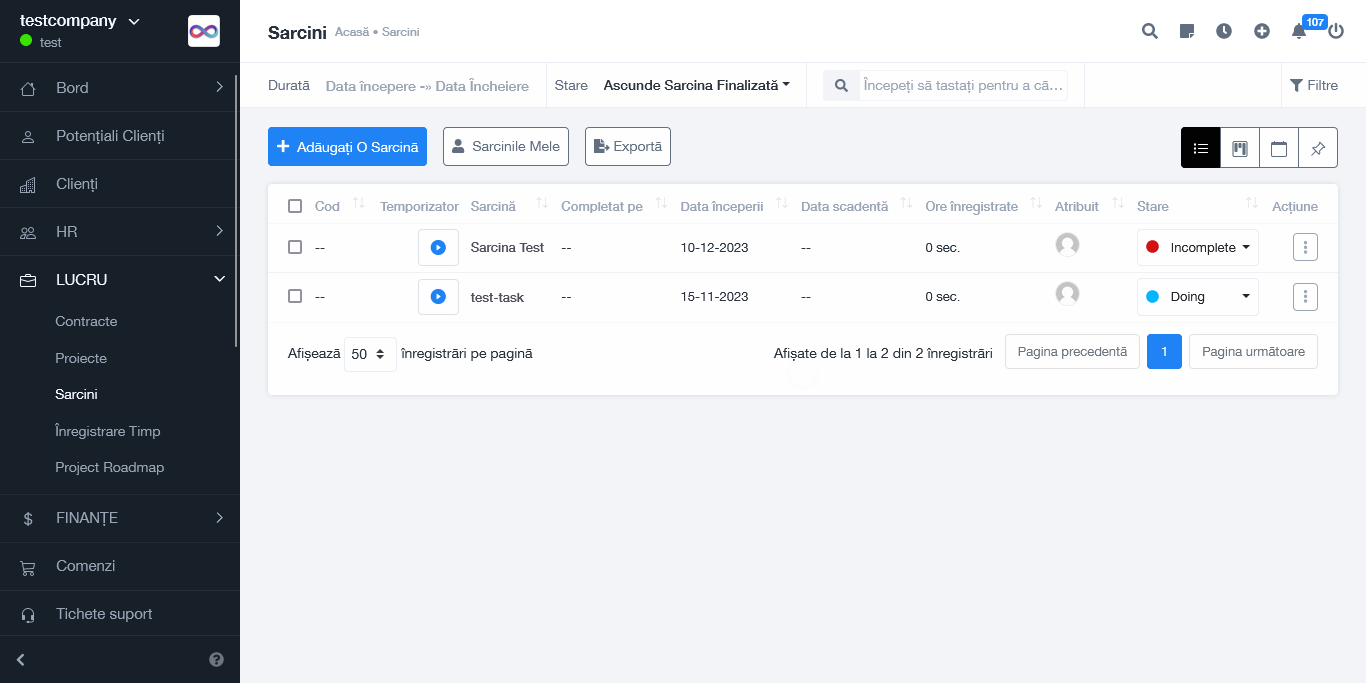 testcompany
test
Bord
Potențiali Clienți
Clienți
HR
LUCRU
Contracte
Proiecte
Sarcini
Înregistrare Timp
Project Roadmap
FINANȚE
Comenzi
Tichete suport
Sarcini Acasă • Sarcini
107
Durată Data începere -» Data Încheiere Stare Ascunde Sarcina Finalizată Începeți să tastați pentru a că... Filtre
Adăugați O Sarcină Sarcinile Mele Exportă
Cod Temporizator Sarcină Completat pe Data începerii Data scadentă Ore înregistrate Atribuit Stare Acțiune
-- Sarcina Test -- 10-12-2023 -- 0 sec. Incomplete
-- test-task -- 15-11-2023 -- 0 sec. Doing
Afișează 50 înregistrări pe pagină Afișate de la 1 la 2 din 2 înregistrări Pagina precedentă 1 Pagina următoare